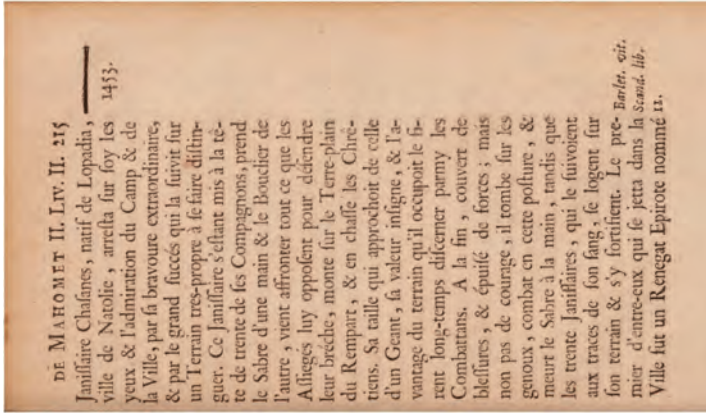 DE MAHOMET II. LIV. II. 215
Janiſſaire Chaſanes, natif de Lopadia,
1453.
ville de Natolie, arreſta ſur ſoy les
yeux & l'admiration du Camp & de
la Ville, par ſa bravoure extraordinaire,
& par le grand ſuccés qui la ſuivit ſur
un Terrain tres-propre à ſe faire diſtin-
guer. Ce Janiſſaire s'eſtant mis à la tê-
te de trente de ſes Compagnons, prend
le Sabre d'une main & le Bouclier de
l'autre, vient affronter tout ce que les
Aſſiegés luy oppoſent pour défendre
leur bréche, monte ſur le Terre-plain
du Rempart, & en chaſſe les Chré-
tiens. Sa taille qui approchoit de celle
d'un Geant, ſa valeur inſigne, & l'a-
vantage du terrain qu'il occupoit le fi-
rent long-temps diſcerner parmy les
Combattans. A la fin, couvert de
bleſſures, & épuiſé de forces; mais
non pas de courage, il tombe ſur les
genoux, combat en cette poſture, &
meurt le Sabre à la main, tandis que
les trente Janiſſaires, qui le ſuivoient
aux traces de ſon ſang, ſe logent ſur
ſon terrain & s'y fortifient. Le pre-
Barlet. vit.
mier d'entre-eux qui ſe jetta dans la
Scand. lib.
Ville fut un Renegat Epirote nommé
11.